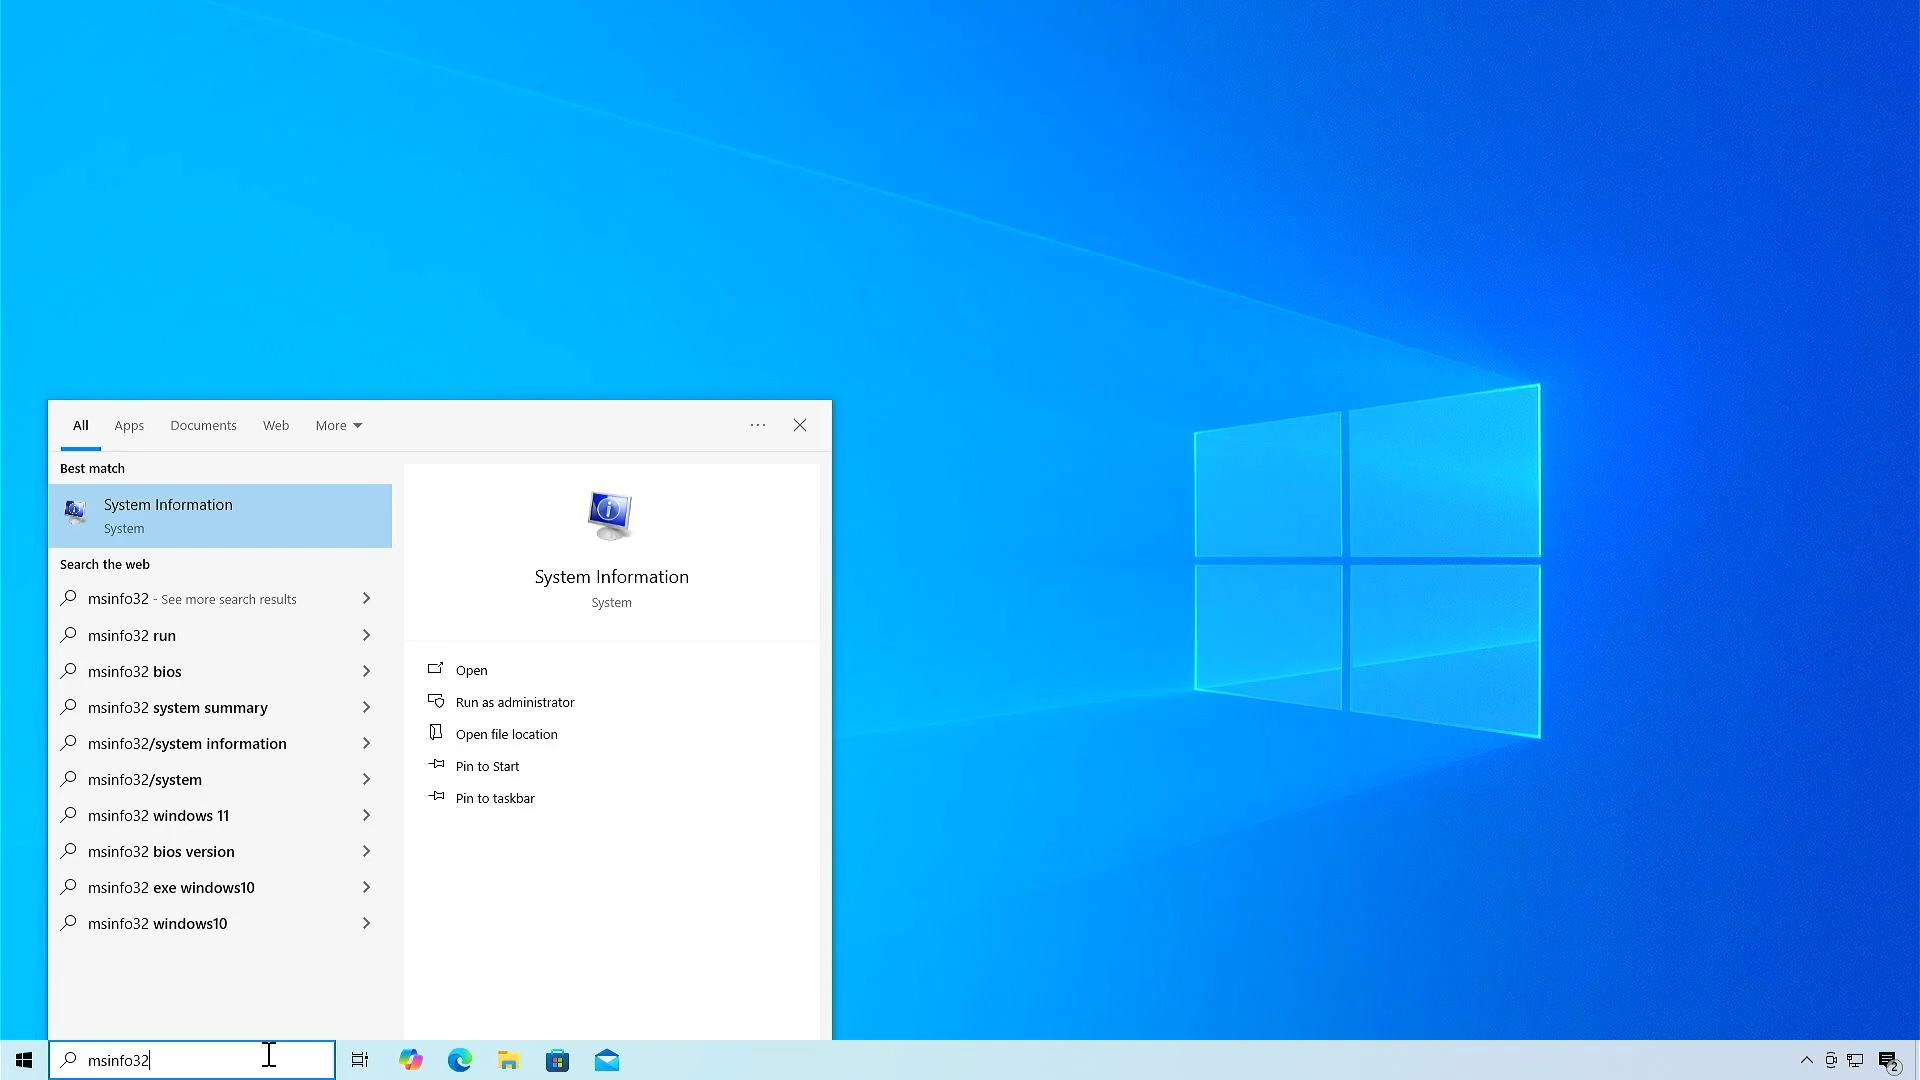 All Apps Documents Web More
Best match
System Information
System
Search the web
msinfo32 - See more search results
msinfo32 run
msinfo32 bios
msinfo32 system summary
msinfo32/system information
msinfo32/system
msinfo32 windows 11
msinfo32 bios version
msinfo32 exe windows10
msinfo32 windows10
System Information
System
Open
Run as administrator
Open file location
Pin to Start
Pin to taskbar
msinfo32
2